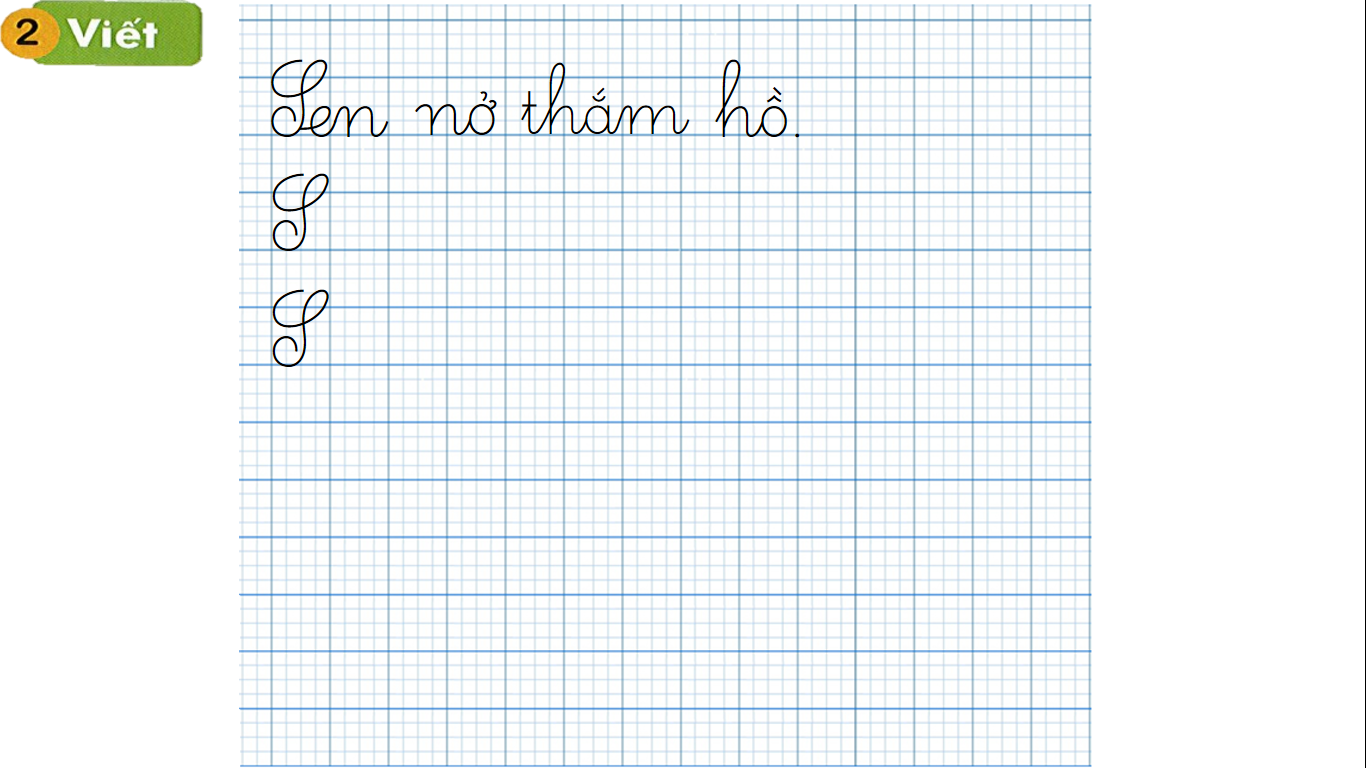 2 Viết
Sen nở thắm hồ.
S
S